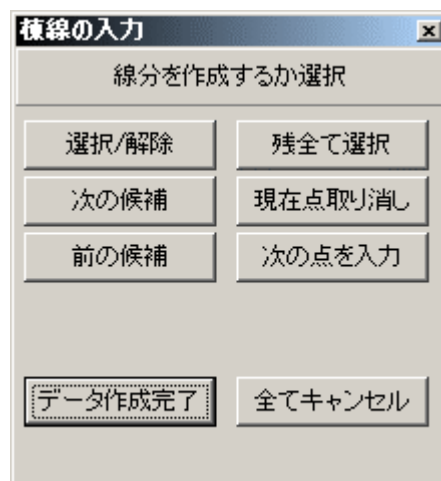 棟線の入力
線分を作成するか選択
選択/解除 残全て選択
次の候補 現在点取り消し
前の候補 次の点を入力
データ作成完了 全てキャンセル